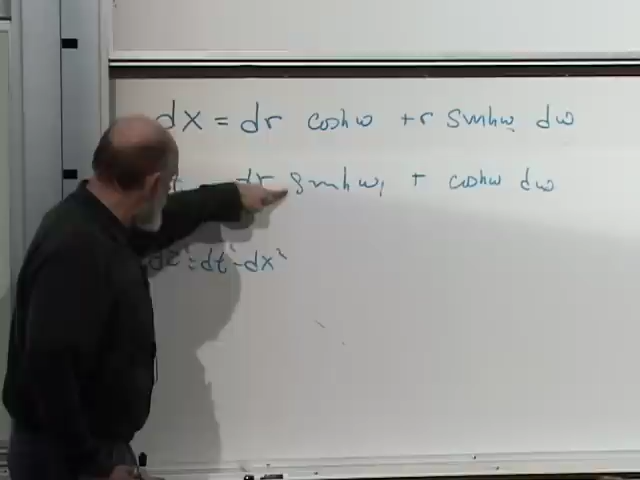 dx = dr coshω + r sinhω dω
dr sinhω, + coshω dω
dτ² = dt² - dx²